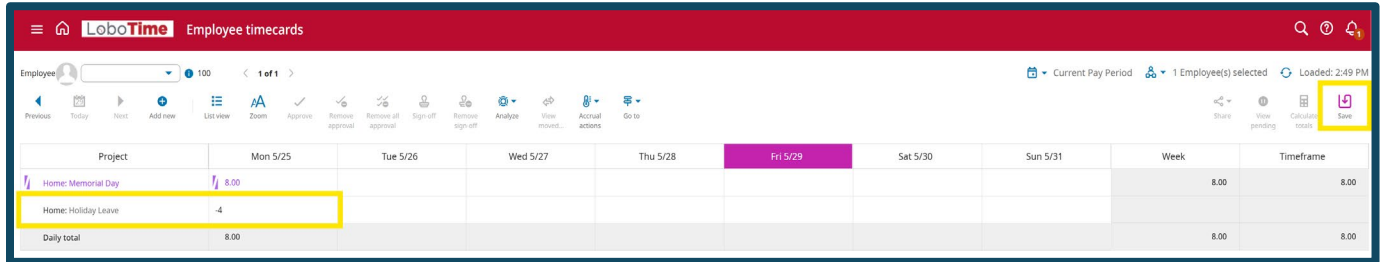 LoboTime Employee timecards
1
Employee 100 1 of 1 Current Pay Period 1 Employee(s) selected Loaded: 2:49 PM
Previous Today Next Add new List view Zoom Approve Remove approval Remove all approval Sign-off Remove sign-off Analyze View moved... Accrual actions Go to Share View pending Calculate totals Save
Project Mon 5/25 Tue 5/26 Wed 5/27 Thu 5/28 Fri 5/29 Sat 5/30 Sun 5/31 Week Timeframe
Home: Memorial Day 8.00 8.00 8.00
Home: Holiday Leave -4
Daily total 8.00 8.00 8.00